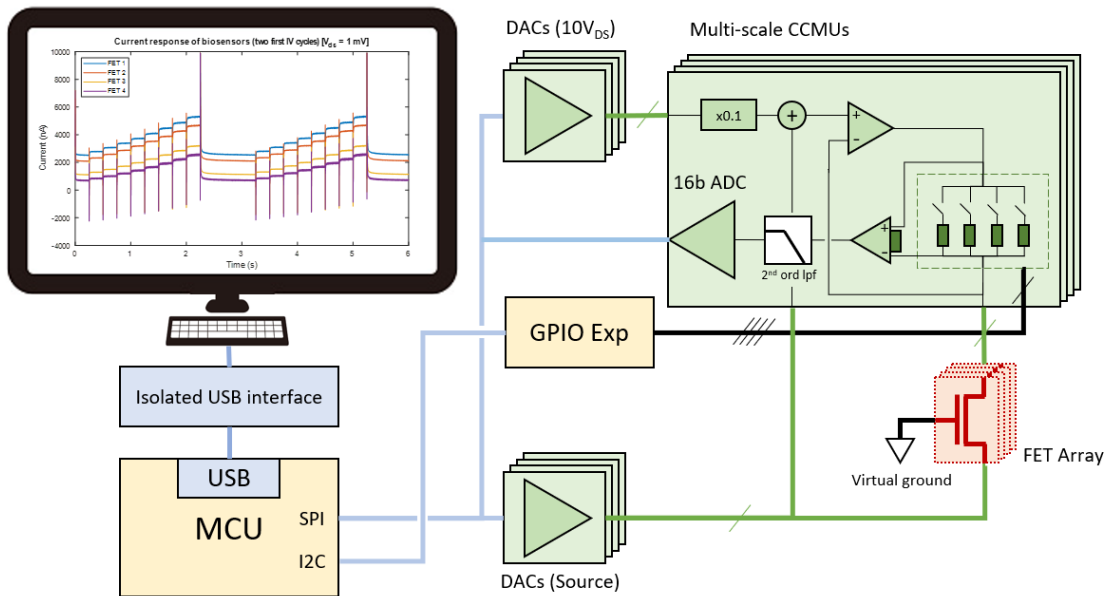 Current response of biosensors (two first IV cycles) [Vds = 1 mV]
10000
8000
6000
4000
2000
0
−2000
−4000
Current (nA)
FET 1
FET 2
FET 3
FET 4
0
1
2
3
4
5
6
Time (s)
DACs (10VDS)
Multi-scale CCMUs
x0.1
+
+
−
16b ADC
+
−
2nd ord lpf
GPIO Exp
Isolated USB interface
USB
MCU
SPI
I2C
Virtual ground
FET Array
DACs (Source)